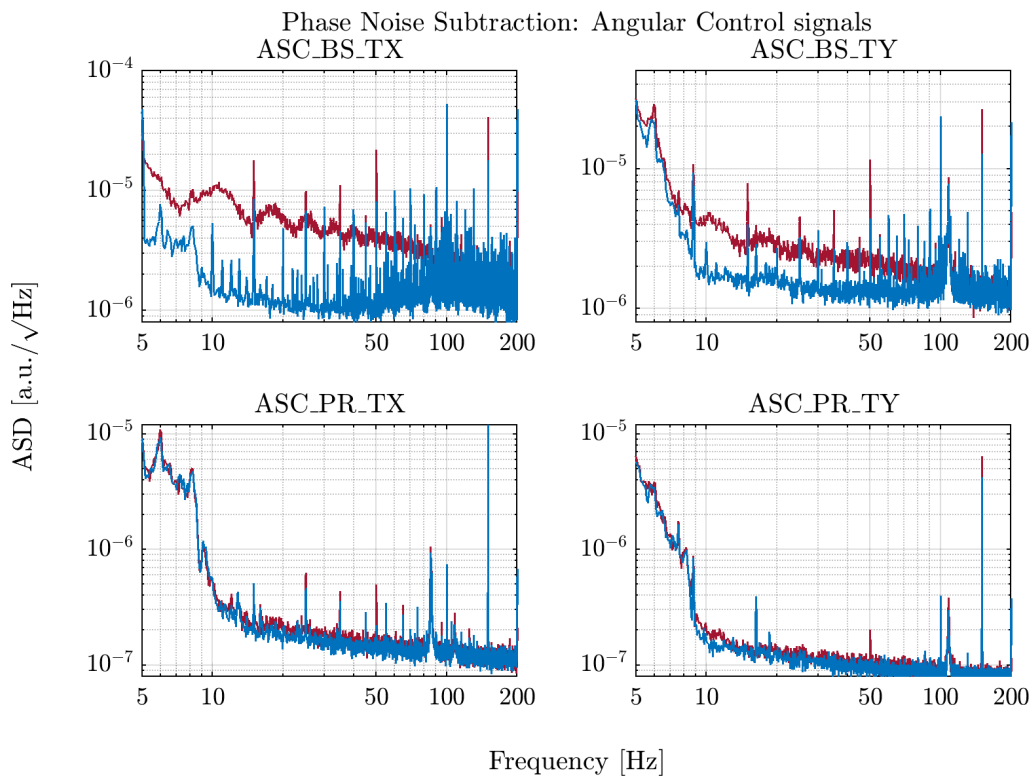 Phase Noise Subtraction: Angular Control signals
ASC_BS_TX
ASC_BS_TY
10⁻⁴
10⁻⁵
10⁻⁶
5 10 50 100 200
10⁻⁵
10⁻⁶
5 10 50 100 200
ASD [a.u./√Hz]
ASC_PR_TX
ASC_PR_TY
10⁻⁵
10⁻⁶
10⁻⁷
5 10 50 100 200
10⁻⁵
10⁻⁶
10⁻⁷
5 10 50 100 200
Frequency [Hz]